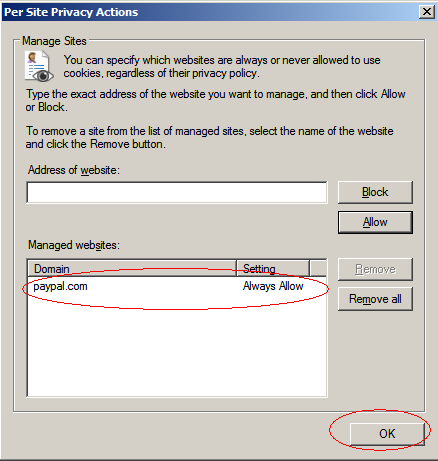 Per Site Privacy Actions
Manage Sites
You can specify which websites are always or never allowed to use
cookies, regardless of their privacy policy.
Type the exact address of the website you want to manage, and then click Allow
or Block.
To remove a site from the list of managed sites, select the name of the website
and click the Remove button.
Address of website:
Block
Allow
Managed websites:
Domain Setting
Remove
paypal.com Always Allow
Remove all
OK